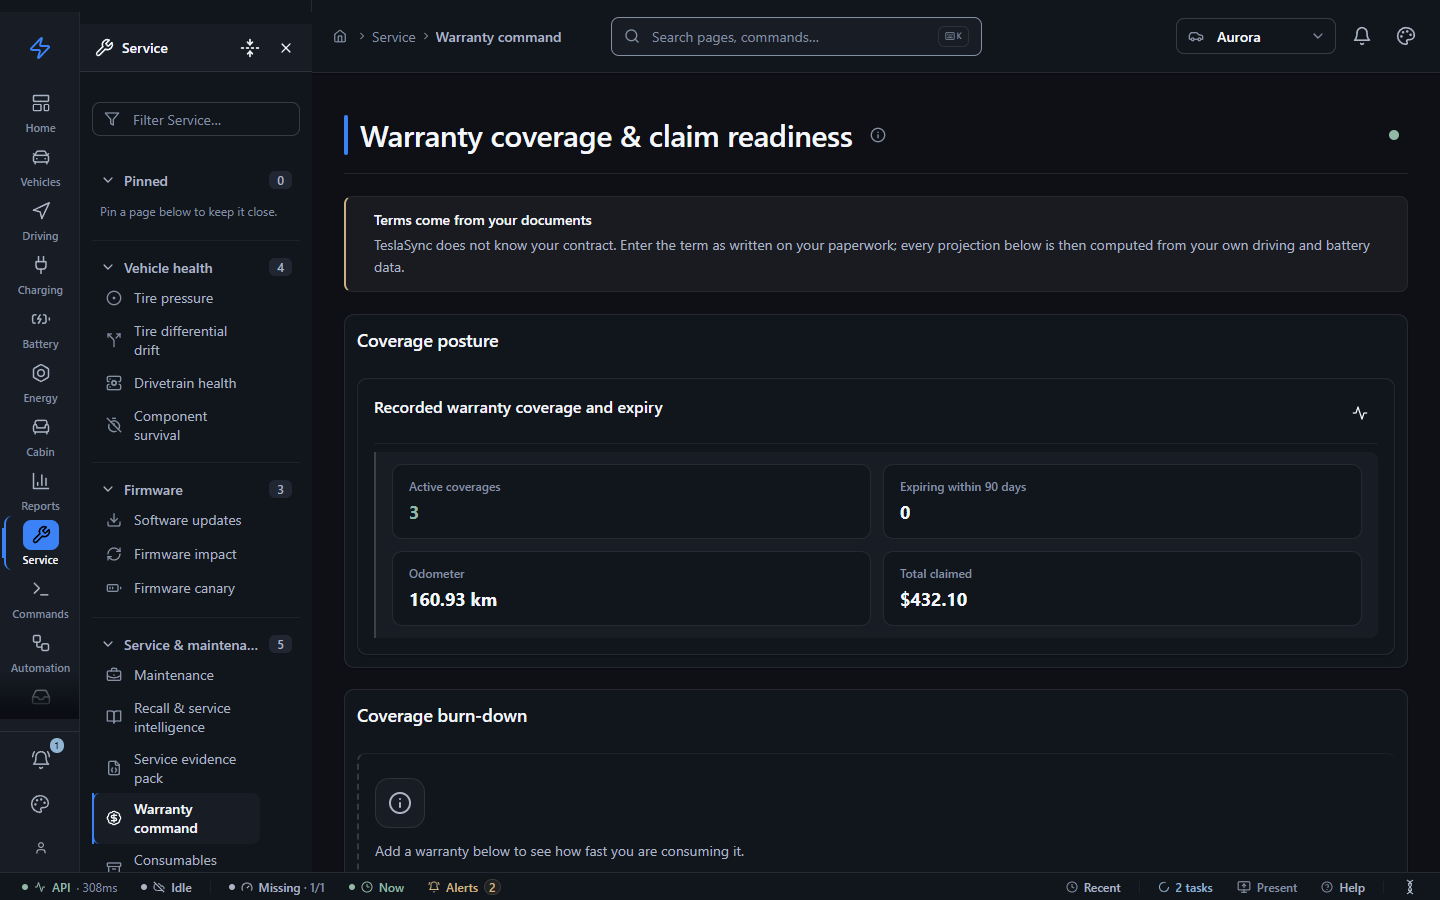 Service
Service
Warranty command
Search pages, commands...
K
Aurora
Home
Vehicles
Driving
Charging
Battery
Energy
Cabin
Reports
Service
Commands
Automation
1
Filter Service...
Pinned
0
Pin a page below to keep it close.
Vehicle health
4
Tire pressure
Tire differential
drift
Drivetrain health
Component
survival
Firmware
3
Software updates
Firmware impact
Firmware canary
Service & maintena...
5
Maintenance
Recall & service
intelligence
Service evidence
pack
Warranty
command
Consumables
Warranty coverage & claim readiness
Terms come from your documents
TeslaSync does not know your contract. Enter the term as written on your paperwork; every projection below is then computed from your own driving and battery
data.
Coverage posture
Recorded warranty coverage and expiry
Active coverages
3
Expiring within 90 days
0
Odometer
160.93 km
Total claimed
$432.10
Coverage burn-down
Add a warranty below to see how fast you are consuming it.
API · 308ms
Idle
Missing · 1/1
Now
Alerts 2
Recent
2 tasks
Present
Help